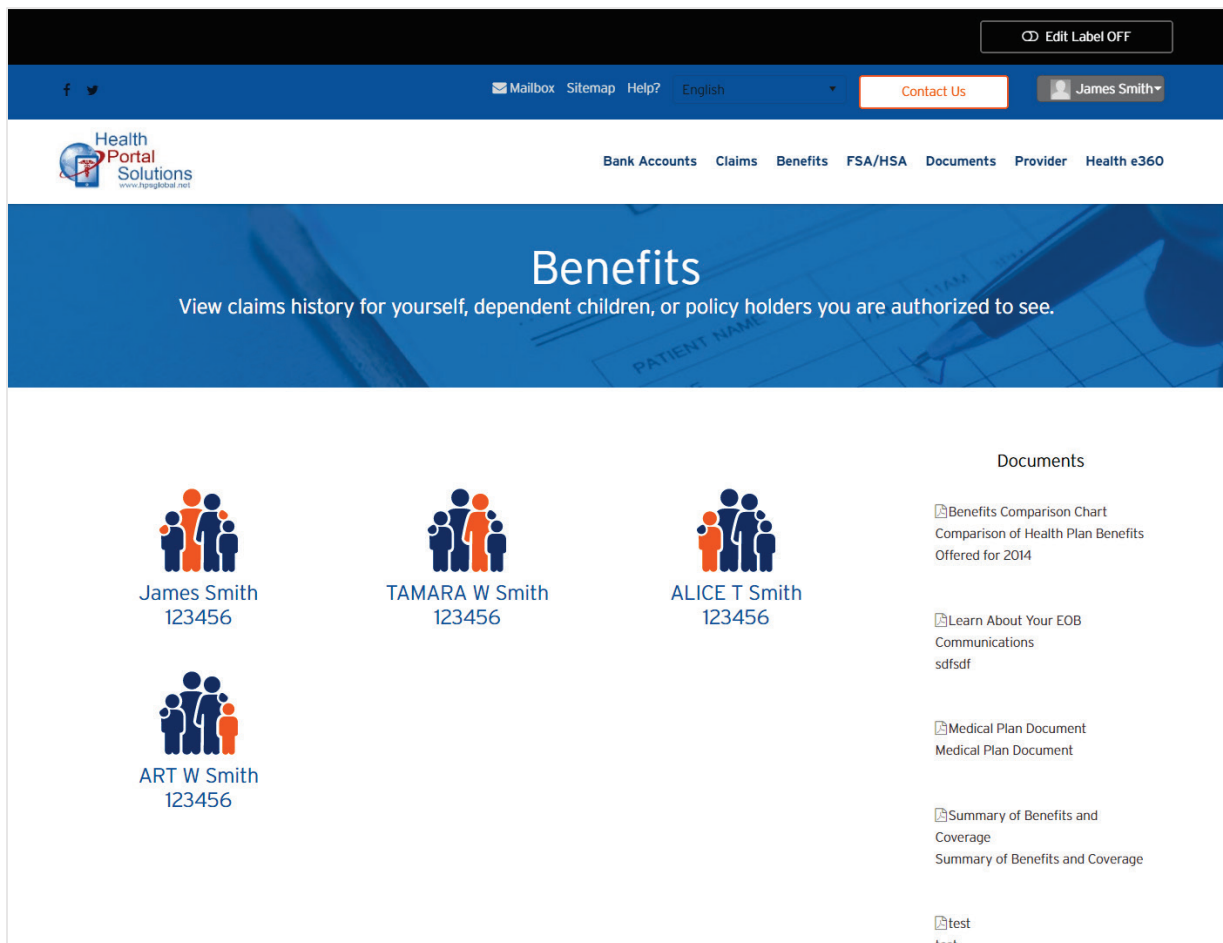 Edit Label OFF
Mailbox Sitemap Help? English Contact Us James Smith
Health
Portal
Solutions
www.hpsglobal.net
Bank Accounts Claims Benefits FSA/HSA Documents Provider Health e360
Benefits
View claims history for yourself, dependent children, or policy holders you are authorized to see.
PATIENT NAME
Documents
James Smith
123456
TAMARA W Smith
123456
ALICE T Smith
123456
ART W Smith
123456
Benefits Comparison Chart
Comparison of Health Plan Benefits
Offered for 2014
Learn About Your EOB
Communications
sdfsdf
Medical Plan Document
Medical Plan Document
Summary of Benefits and
Coverage
Summary of Benefits and Coverage
test